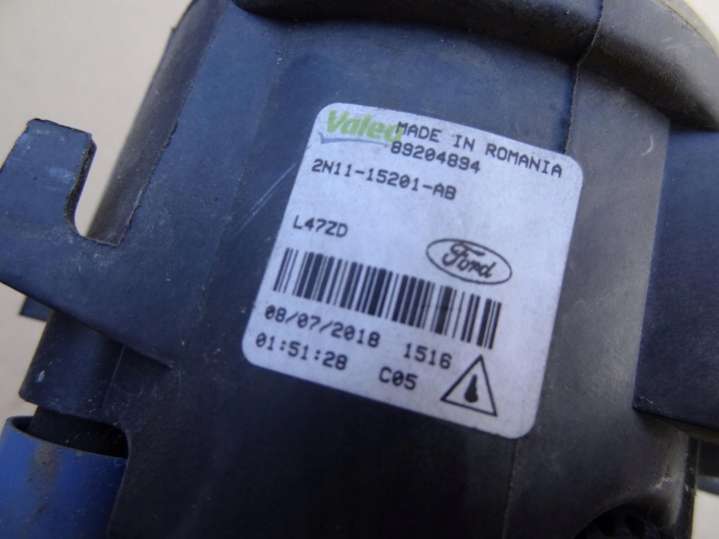 Valeo MADE IN ROMANIA
89204894
2N11-15201-AB
L47ZD
Ford
08/07/2018 1516
01:51:28 C05